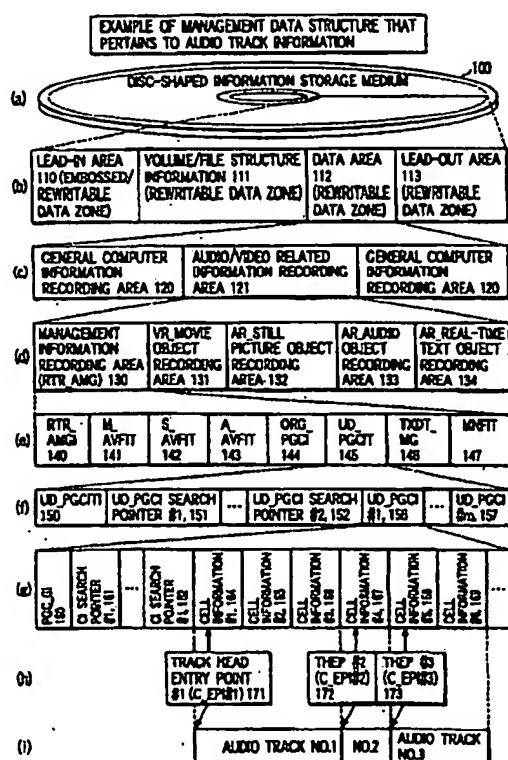 EXAMPLE OF MANAGEMENT DATA STRUCTURE THAT
PERTAINS TO AUDIO TRACK INFORMATION
100
DISC-SHAPED INFORMATION STORAGE MEDIUM
(a)
(b)
LEAD-IN AREA
110 (EMBOSSED/
REWRITABLE
DATA ZONE)
VOLUME/FILE STRUCTURE
INFORMATION 111
(REWRITABLE DATA ZONE)
DATA AREA
112
(REWRITABLE
DATA ZONE)
LEAD-OUT AREA
113
(REWRITABLE
DATA ZONE)
(c)
GENERAL COMPUTER
INFORMATION
RECORDING AREA 120
AUDIO/VIDEO RELATED
INFORMATION RECORDING
AREA 121
GENERAL COMPUTER
INFORMATION
RECORDING AREA 120
(d)
MANAGEMENT
INFORMATION
RECORDING AREA
(RTR_AMG) 130
VR_MOVIE
OBJECT
RECORDING
AREA 131
AR_STILL
PICTURE OBJECT
RECORDING
AREA 132
AR_AUDIO
OBJECT
RECORDING
AREA 133
AR_REAL-TIME
TEXT OBJECT
RECORDING
AREA 134
(e)
RTR_
AMGI
140
M_
AVFIT
141
S_
AVFIT
142
A_
AVFIT
143
ORG_
PGCI
144
UD_
PGCIT
145
TXDT_
MG
146
MNFIT
147
(f)
UD_PGCITI
150
UD_PGCI SEARCH
POINTER #1, 151
...
UD_PGCI SEARCH
POINTER #2, 152
UD_PGCI
#1, 156
...
UD_PGCI
157
(g)
PGC_GI
160
CI SEARCH
POINTER
#1, 161
...
CI SEARCH
POINTER
162
CELL
INFORMATION
#1, 164
CELL
INFORMATION
#2, 165
CELL
INFORMATION
#3, 166
CELL
INFORMATION
#4, 167
CELL
INFORMATION
#5, 168
CELL
INFORMATION
#6, 169
...
(h)
TRACK HEAD
ENTRY POINT
#1 (C_EPI#1) 171
THEP #2
(C_EPI#2)
172
THEP #3
(C_EPI#3)
173
(i)
AUDIO TRACK NO.1
NO.2
AUDIO TRACK
NO.3